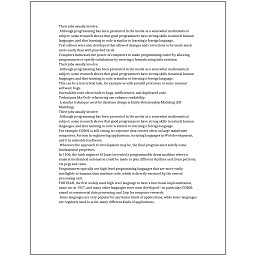 Their jobs usually involve:
Although programming has been presented in the media as a somewhat mathematical
subject, some research shows that good programmers have strong skills in natural human
languages, and that learning to code is similar to learning a foreign language.
Text editors were also developed that allowed changes and corrections to be made much
more easily than with punched cards.
Compilers harnessed the power of computers to make programming easier by allowing
programmers to specify calculations by entering a formula using infix notation.
Their jobs usually involve:
Although programming has been presented in the media as a somewhat mathematical
subject, some research shows that good programmers have strong skills in natural human
languages, and that learning to code is similar to learning a foreign language.
This can be a non-trivial task, for example as with parallel processes or some unusual
software bugs.
Unreadable code often leads to bugs, inefficiencies, and duplicated code.
Techniques like Code refactoring can enhance readability.
A similar technique used for database design is Entity-Relationship Modeling (ER
Modeling).
Their jobs usually involve:
Although programming has been presented in the media as a somewhat mathematical
subject, some research shows that good programmers have strong skills in natural human
languages, and that learning to code is similar to learning a foreign language.
For example, COBOL is still strong in corporate data centers often on large mainframe
computers, Fortran in engineering applications, scripting languages in Web development,
and C in embedded software.
Whatever the approach to development may be, the final program must satisfy some
fundamental properties.
In 1206, the Arab engineer Al-Jazari invented a programmable drum machine where a
musical mechanical automaton could be made to play different rhythms and drum patterns,
via pegs and cams.
Programmers typically use high-level programming languages that are more easily
intelligible to humans than machine code, which is directly executed by the central
processing unit.
FORTRAN, the first widely used high-level language to have a functional implementation,
came out in 1957, and many other languages were soon developed—in particular, COBOL
aimed at commercial data processing, and Lisp for computer research.
Some languages are very popular for particular kinds of applications, while some languages
are regularly used to write many different kinds of applications.